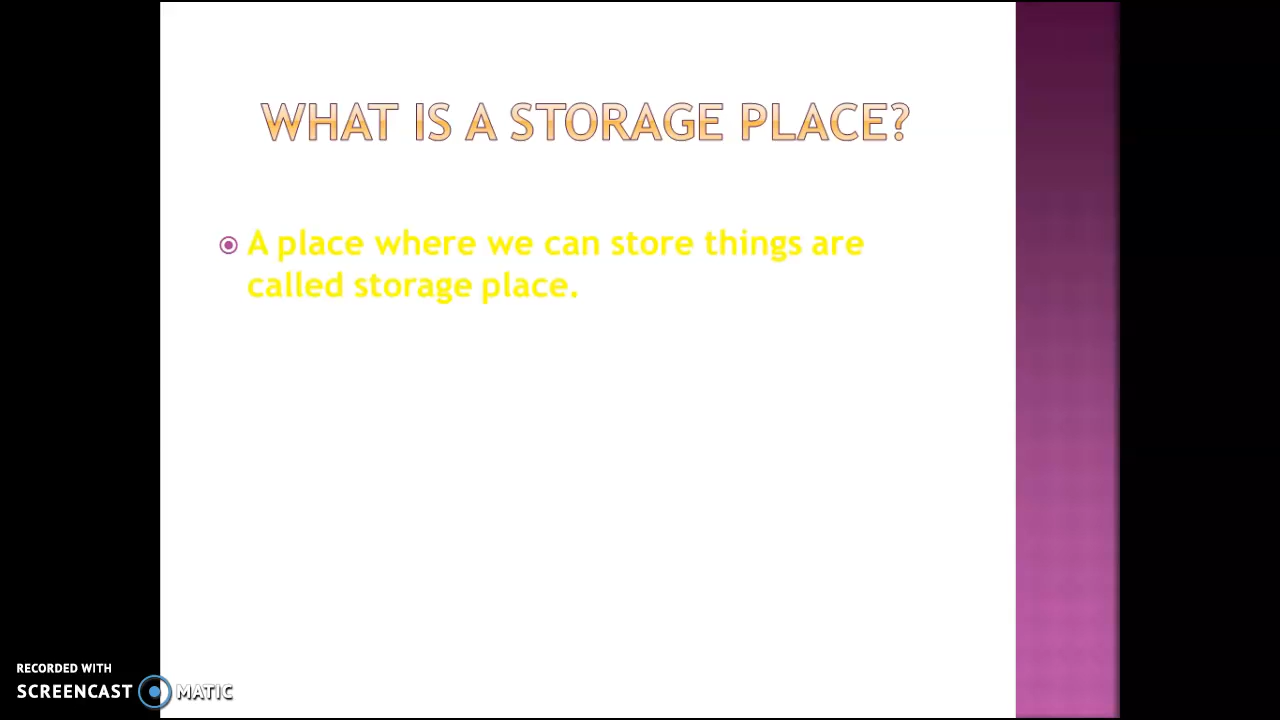 WHAT IS A STORAGE PLACE?
A place where we can store things are
called storage place.
RECORDED WITH
SCREENCAST MATIC